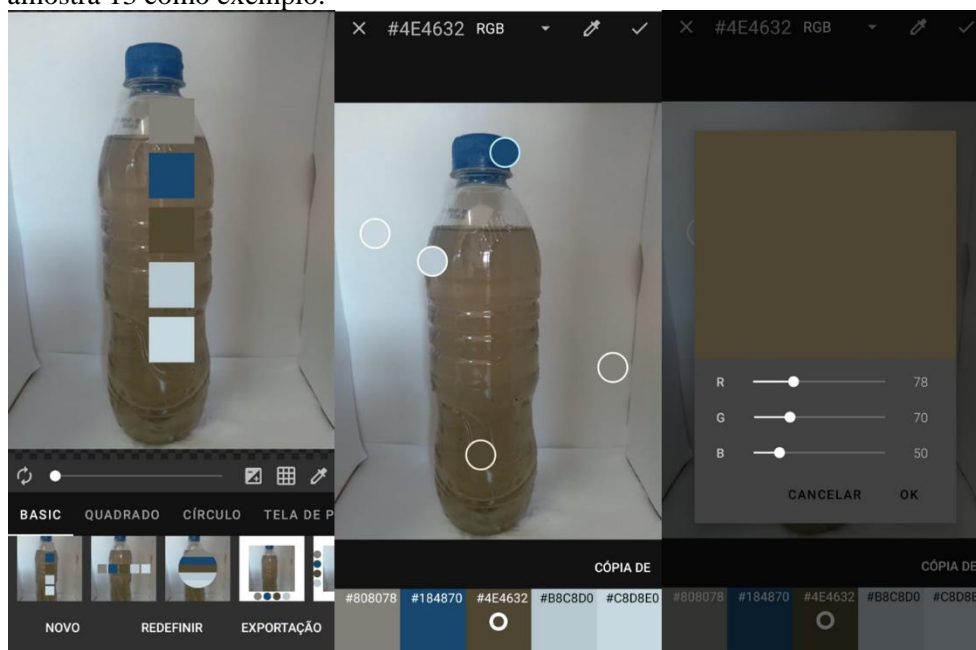 amostra 15 como exemplo.
BASIC QUADRADO CÍRCULO TELA DE P
NOVO REDEFINIR EXPORTAÇÃO
× #4E4632 RGB
CÓPIA DE
#808078 #184870 #4E4632 #B8C8D0 #C8D8E0
× #4E4632 RGB
R 78
G 70
B 50
CANCELAR OK
CÓPIA DE
#808078 #184870 #4E4632 #B8C8D0 #C8D8E